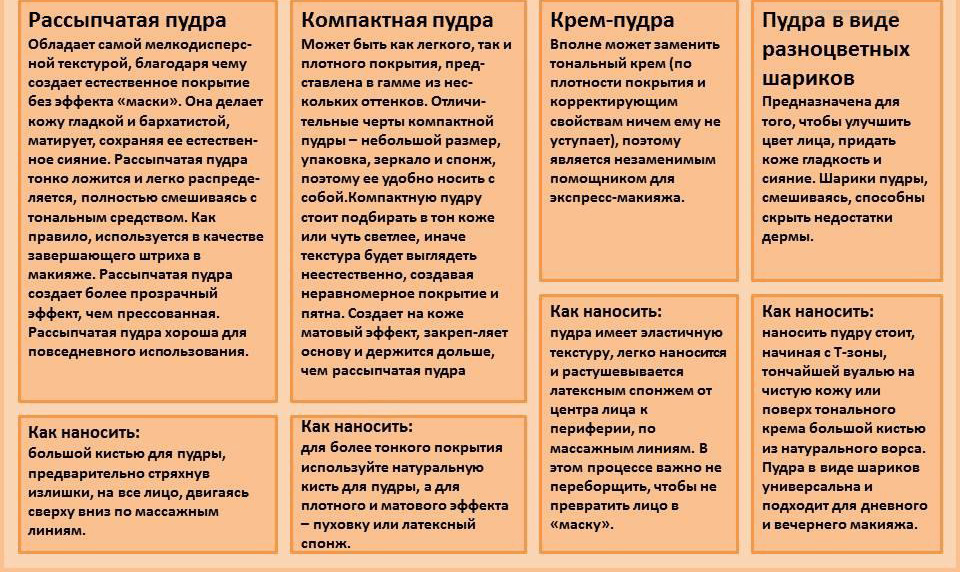 Рассыпчатая пудра
Обладает самой мелкодисперс-
ной текстурой, благодаря чему
создает естественное покрытие
без эффекта «маски». Она делает
кожу гладкой и бархатистой,
матирует, сохраняя ее естествен-
ное сияние. Рассыпчатая пудра
тонко ложится и легко распреде-
ляется, полностью смешиваясь с
тональным средством. Как
правило, используется в качестве
завершающего штриха в
макияже. Рассыпчатая пудра
создает более прозрачный
эффект, чем прессованная.
Рассыпчатая пудра хороша для
повседневного использования.
Как наносить:
большой кистью для пудры,
предварительно стряхнув
излишки, на все лицо, двигаясь
сверху вниз по массажным
линиям.
Компактная пудра
Может быть как легкого, так и
плотного покрытия, пред-
ставлена в гамме из нес-
кольких оттенков. Отличи-
тельные черты компактной
пудры – небольшой размер,
упаковка, зеркало и спонж,
поэтому ее удобно носить с
собой.Компактную пудру
стоит подбирать в тон коже
или чуть светлее, иначе
текстура будет выглядеть
неестественно, создавая
неравномерное покрытие и
пятна. Создает на коже
матовый эффект, закреп-ляет
основу и держится дольше,
чем рассыпчатая пудра
Как наносить:
для более тонкого покрытия
используйте натуральную
кисть для пудры, а для
плотного и матового эффекта
– пуховку или латексный
спонж.
Крем-пудра
Вполне может заменить
тональный крем (по
плотности покрытия и
корректирующим
свойствам ничем ему не
уступает), поэтому
является незаменимым
помощником для
экспресс-макияжа.
Как наносить:
пудра имеет эластичную
текстуру, легко наносится
и растушевывается
латексным спонжем от
центра лица к
периферии, по
массажным линиям. В
этом процессе важно не
переборщить, чтобы не
превратить лицо в
«маску».
Пудра в виде
разноцветных
шариков
Предназначена для
того, чтобы улучшить
цвет лица, придать
коже гладкость и
сияние. Шарики пудры,
смешиваясь, способны
скрыть недостатки
дермы.
Как наносить:
наносить пудру стоит,
начиная с Т-зоны,
тончайшей вуалью на
чистую кожу или
поверх тонального
крема большой кистью
из натурального ворса.
Пудра в виде шариков
универсальна и
подходит для дневного
и вечернего макияжа.